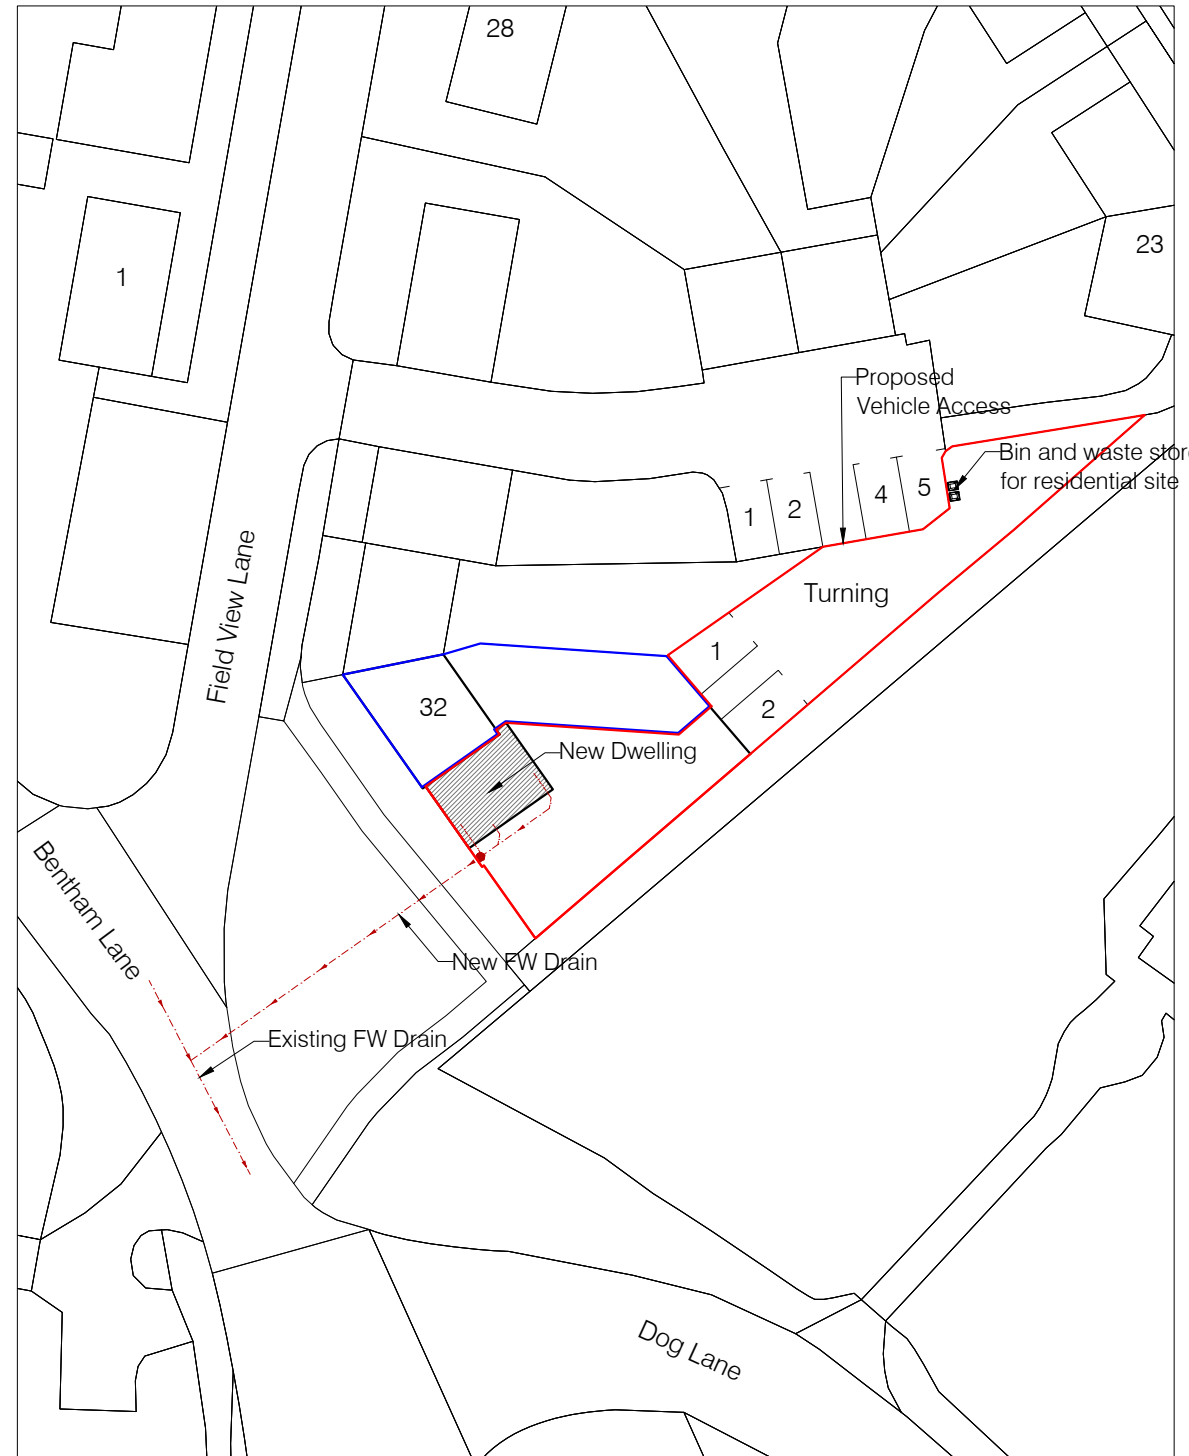 28
1
23
Proposed
Vehicle Access
Bin and waste stor
for residential site
1
2
4
5
Field View Lane
Turning
1
2
32
New Dwelling
Bentham Lane
New FW Drain
Existing FW Drain
Dog Lane